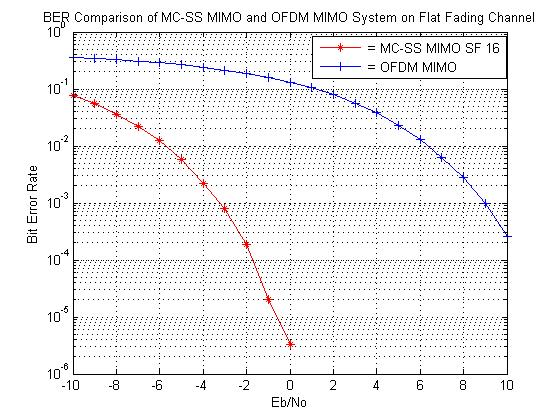 BER Comparison of MC-SS MIMO and OFDM MIMO System on Flat Fading Channel
= MC-SS MIMO SF 16
= OFDM MIMO
Bit Error Rate
10^0
10^-1
10^-2
10^-3
10^-4
10^-5
10^-6
-10 -8 -6 -4 -2 0 2 4 6 8 10
Eb/No